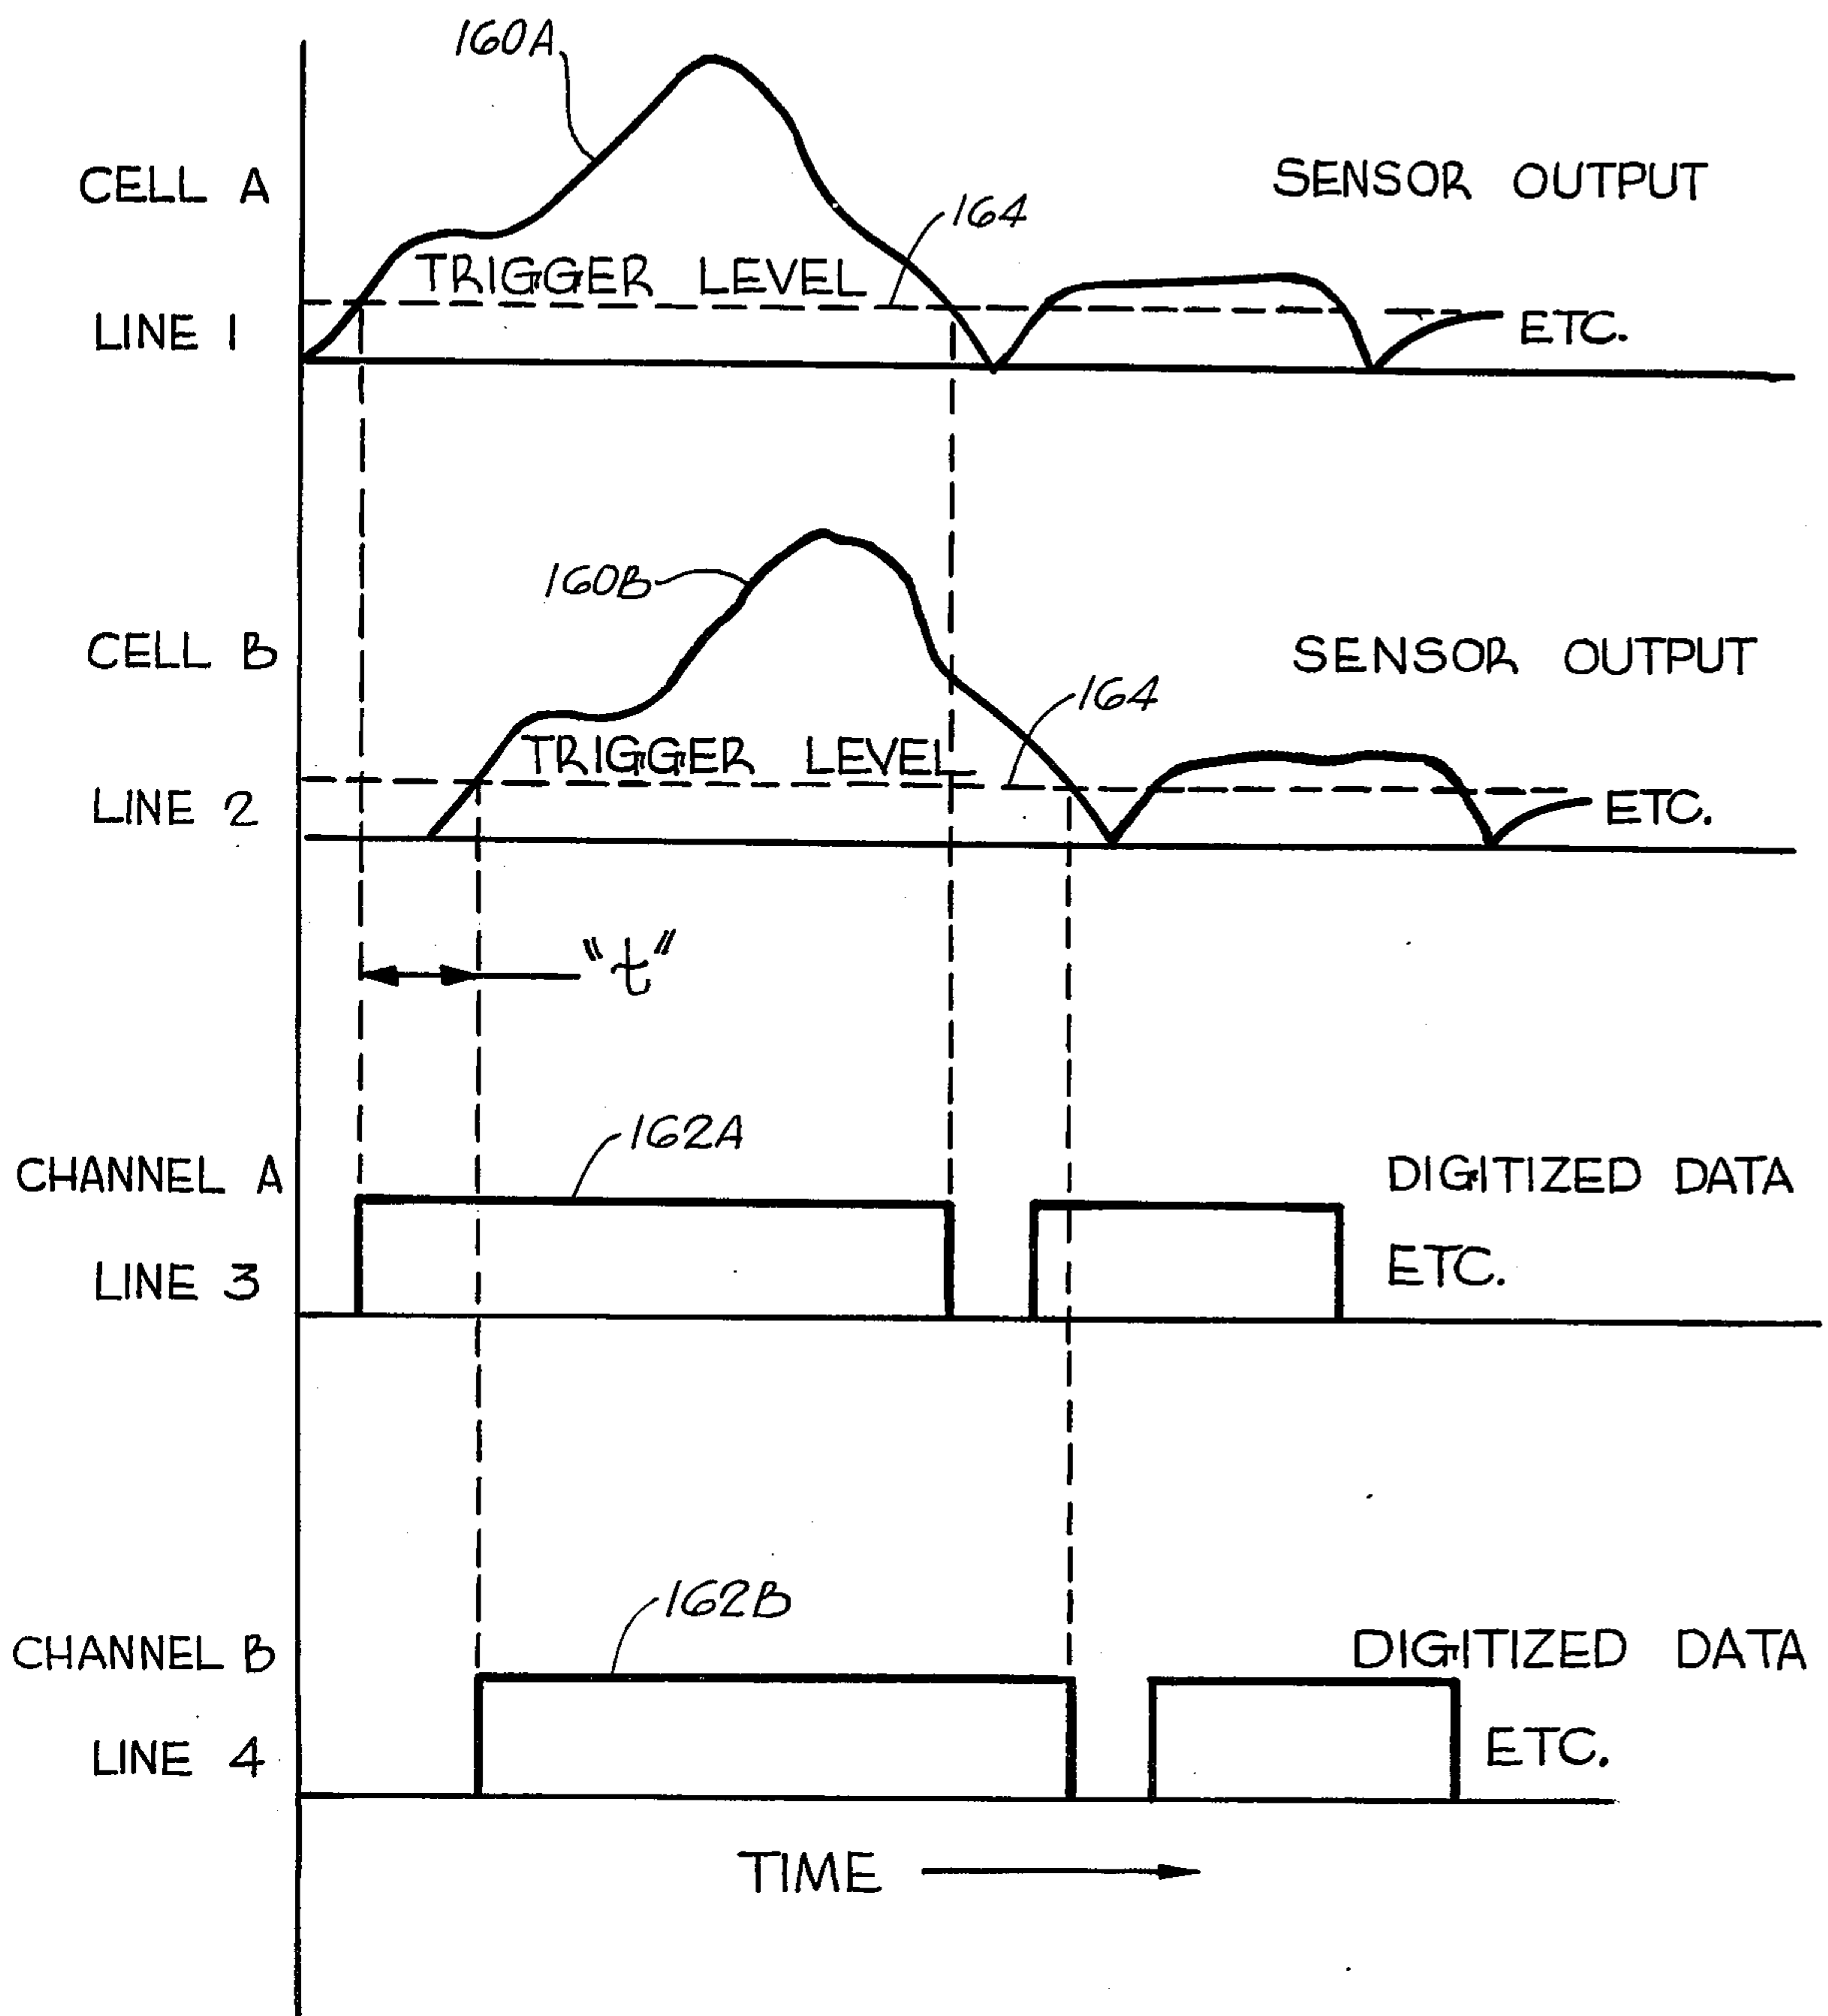 160A
CELL A
SENSOR OUTPUT
164
TRIGGER LEVEL
LINE 1
ETC.
160B
CELL B
SENSOR OUTPUT
164
TRIGGER LEVEL
LINE 2
ETC.
"t"
162A
CHANNEL A
DIGITIZED DATA
LINE 3
ETC.
162B
CHANNEL B
DIGITIZED DATA
LINE 4
ETC.
TIME